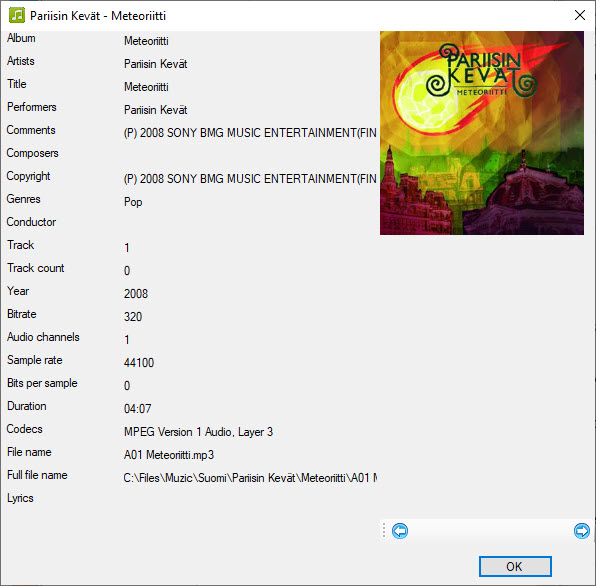 Pariisin Kevät - Meteoriitti
Album Meteoriitti
Artists Pariisin Kevät
Title Meteoriitti
Performers Pariisin Kevät
Comments (P) 2008 SONY BMG MUSIC ENTERTAINMENT(FIN
Composers
Copyright (P) 2008 SONY BMG MUSIC ENTERTAINMENT(FIN
Genres Pop
Conductor
Track 1
Track count 0
Year 2008
Bitrate 320
Audio channels 1
Sample rate 44100
Bits per sample 0
Duration 04:07
Codecs MPEG Version 1 Audio, Layer 3
File name A01 Meteoriitti.mp3
Full file name C:\Files\Muzic\Suomi\Pariisin Kevät\Meteoriitti\A01 M
Lyrics
PARIISIN
KEVÄT
METEORIITTI
OK